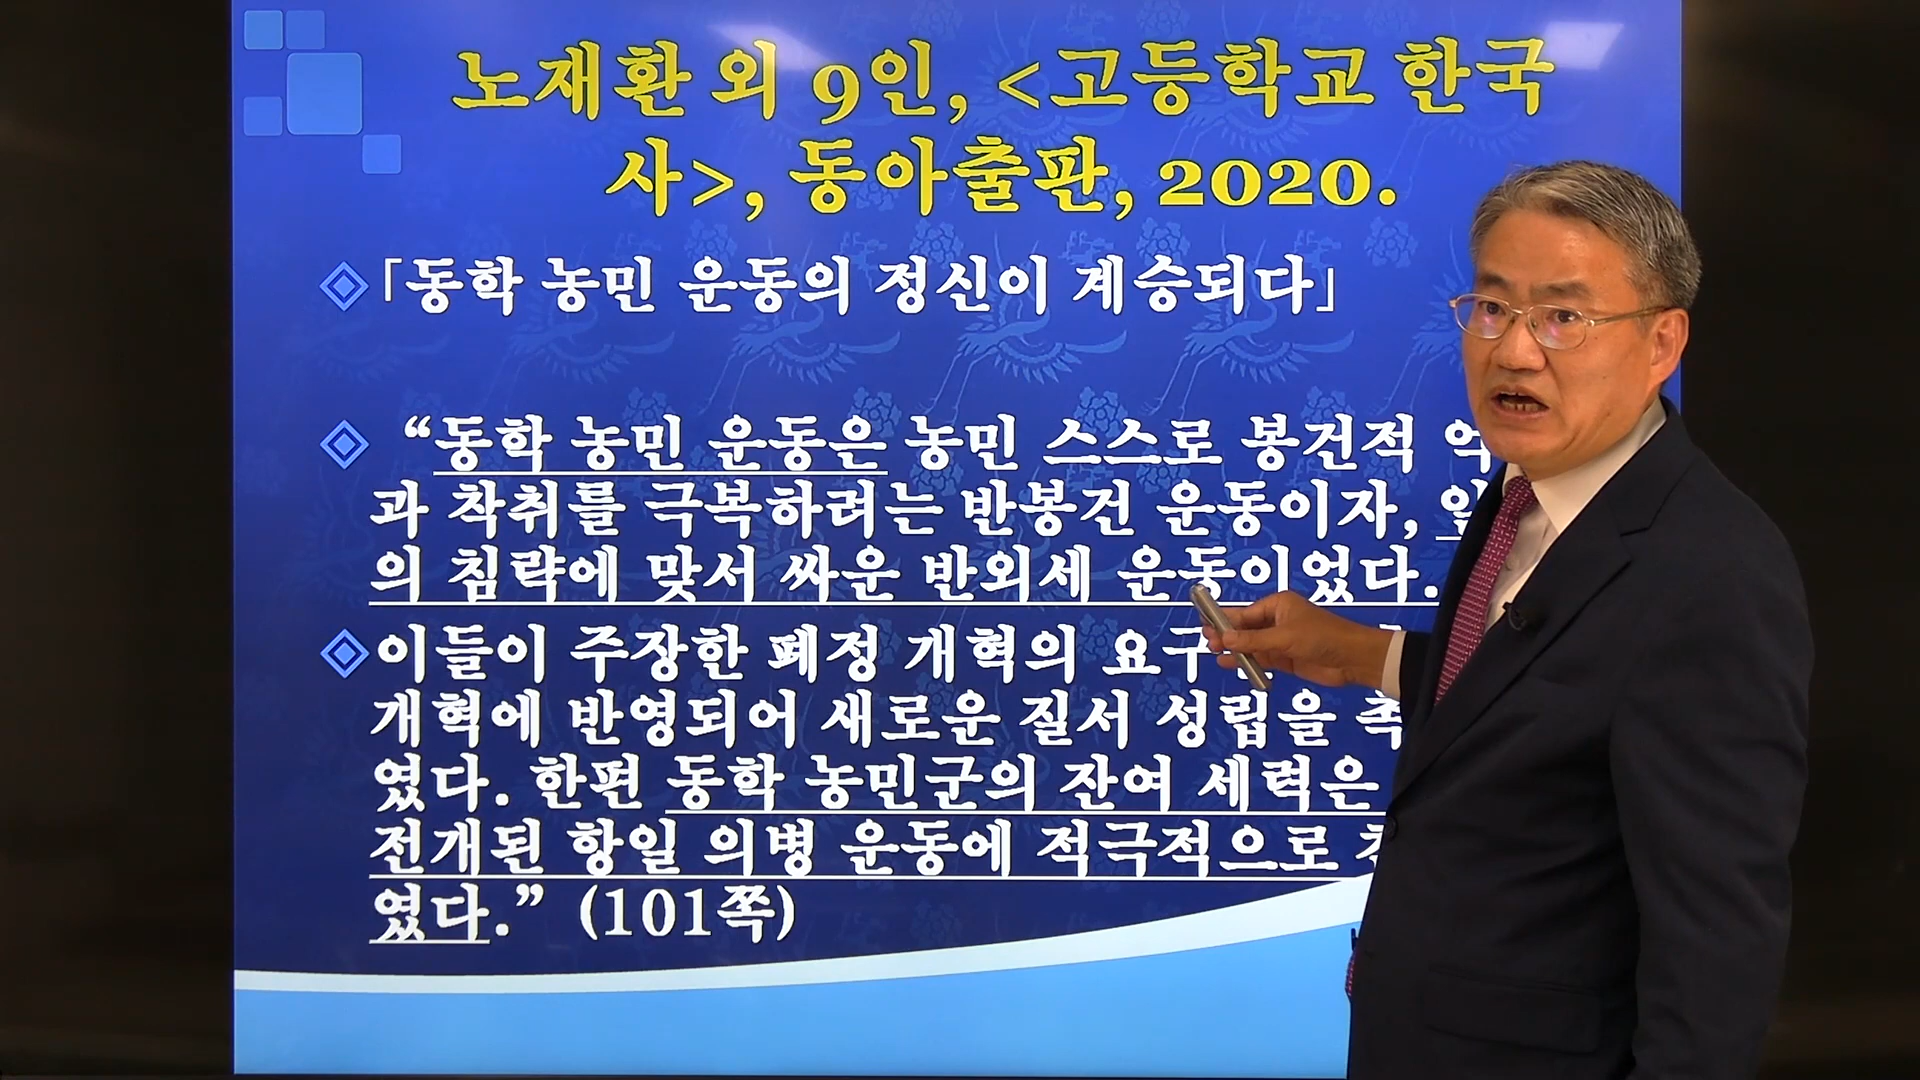 노재환 외 9인, <고등학교 한국
사>, 동아출판, 2020.
「동학 농민 운동의 정신이 계승되다」
“동학 농민 운동은 농민 스스로 봉건적
과 착취를 극복하려는 반봉건 운동이자,
의 침략에 맞서 싸운 반외세 운동이었다.
이들이 주장한 폐정 개혁의
개혁에 반영되어 새로운 질서 성립을
였다. 한편 동학 농민군의 잔여 세력은
전개된 항일 의병 운동에 적극적으로
였다.” (101쪽)